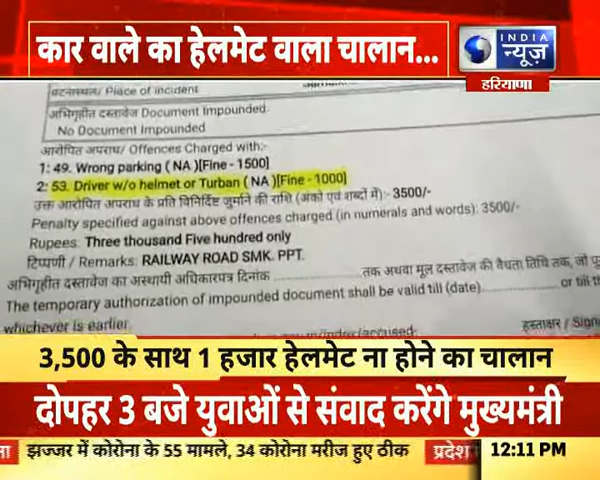 कार वाले का हेलमेट वाला चालान...
INDIA
न्यूज़
हरियाणा
घटनास्थल/ Place of incident
अभिगृहीत दस्तावेज Document Impounded
No Document Impounded
आरोपित अपराध/ Offences Charged with:-
1: 49. Wrong parking ( NA )[Fine - 1500]
2: 53. Driver w/o helmet or Turban ( NA )[Fine - 1000]
उक्त आरोपित अपराध के प्रति विनिर्दिष्ट जुर्माने की राशि (अंको एवं शब्दों में):- 3500/-
Penalty specified against above offences charged (in numerals and words): 3500/-
Rupees: Three thousand Five hundred only
टिप्पणी / Remarks: RAILWAY ROAD SMK. PPT.
अभिगृहीत दस्तावेज का अस्थायी अधिकारपत्र दिनांक ........................ तक अथवा मूल दस्तावेज की वैधता तिथि तक, जो
The temporary authorization of impounded document shall be valid till (date)........................ or till
whichever is earlier.
हस्ताक्षर / Sign
3,500 के साथ 1 हजार हेलमेट ना होने का चालान
दोपहर 3 बजे युवाओं से संवाद करेंगे मुख्यमंत्री
झज्जर में कोरोना के 55 मामले, 34 कोरोना मरीज हुए ठीक
प्रदेश
12:11 PM